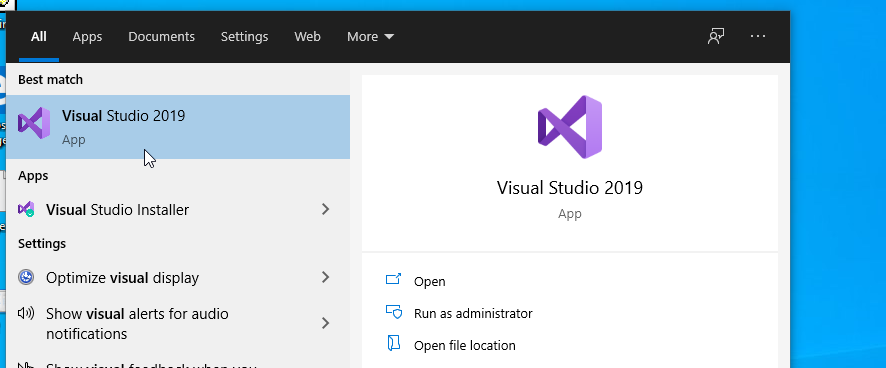 All Apps Documents Settings Web More
Best match
Visual Studio 2019
App
Apps
Visual Studio Installer
Settings
Optimize visual display
Show visual alerts for audio
notifications
Visual Studio 2019
App
Open
Run as administrator
Open file location